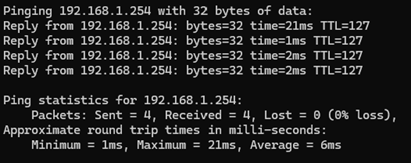 Pinging 192.168.1.254 with 32 bytes of data:
Reply from 192.168.1.254: bytes=32 time=21ms TTL=127
Reply from 192.168.1.254: bytes=32 time=1ms TTL=127
Reply from 192.168.1.254: bytes=32 time=2ms TTL=127
Reply from 192.168.1.254: bytes=32 time=2ms TTL=127

Ping statistics for 192.168.1.254:
    Packets: Sent = 4, Received = 4, Lost = 0 (0% loss),
Approximate round trip times in milli-seconds:
    Minimum = 1ms, Maximum = 21ms, Average = 6ms